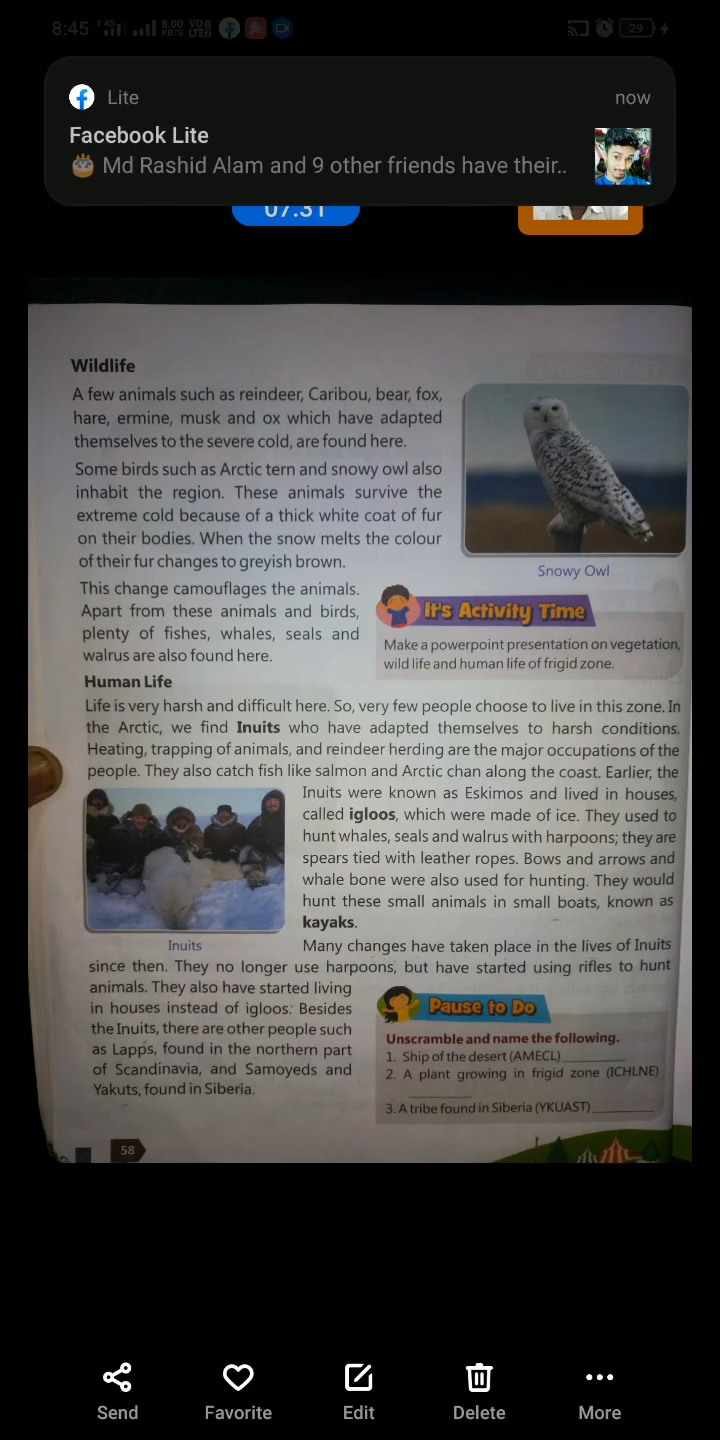 8:45
4G
8.00
KB/S
VO
LTE
29
Lite
now
Facebook Lite
🎂 Md Rashid Alam and 9 other friends have their..
07:31
Wildlife
A few animals such as reindeer, Caribou, bear, fox,
hare, ermine, musk and ox which have adapted
themselves to the severe cold, are found here.
Some birds such as Arctic tern and snowy owl also
inhabit the region. These animals survive the
extreme cold because of a thick white coat of fur
on their bodies. When the snow melts the colour
of their fur changes to greyish brown.
Snowy Owl
This change camouflages the animals.
Apart from these animals and birds,
plenty of fishes, whales, seals and
walrus are also found here.
It's Activity Time
Make a powerpoint presentation on vegetation,
wild life and human life of frigid zone.
Human Life
Life is very harsh and difficult here. So, very few people choose to live in this zone. In
the Arctic, we find Inuits who have adapted themselves to harsh conditions.
Heating, trapping of animals, and reindeer herding are the major occupations of the
people. They also catch fish like salmon and Arctic chan along the coast. Earlier, the
Inuits were known as Eskimos and lived in houses,
called igloos, which were made of ice. They used to
hunt whales, seals and walrus with harpoons; they are
spears tied with leather ropes. Bows and arrows and
whale bone were also used for hunting. They would
hunt these small animals in small boats, known as
kayaks.
Inuits
Many changes have taken place in the lives of Inuits
since then. They no longer use harpoons, but have started using rifles to hunt
animals. They also have started living
in houses instead of igloos. Besides
the Inuits, there are other people such
as Lapps, found in the northern part
of Scandinavia, and Samoyeds and
Yakuts, found in Siberia.
Pause to Do
Unscramble and name the following.
1. Ship of the desert (AMECL) ________
2. A plant growing in frigid zone (ICHLNE)
________
3. A tribe found in Siberia (YKUAST) ________
58
Send
Favorite
Edit
Delete
More